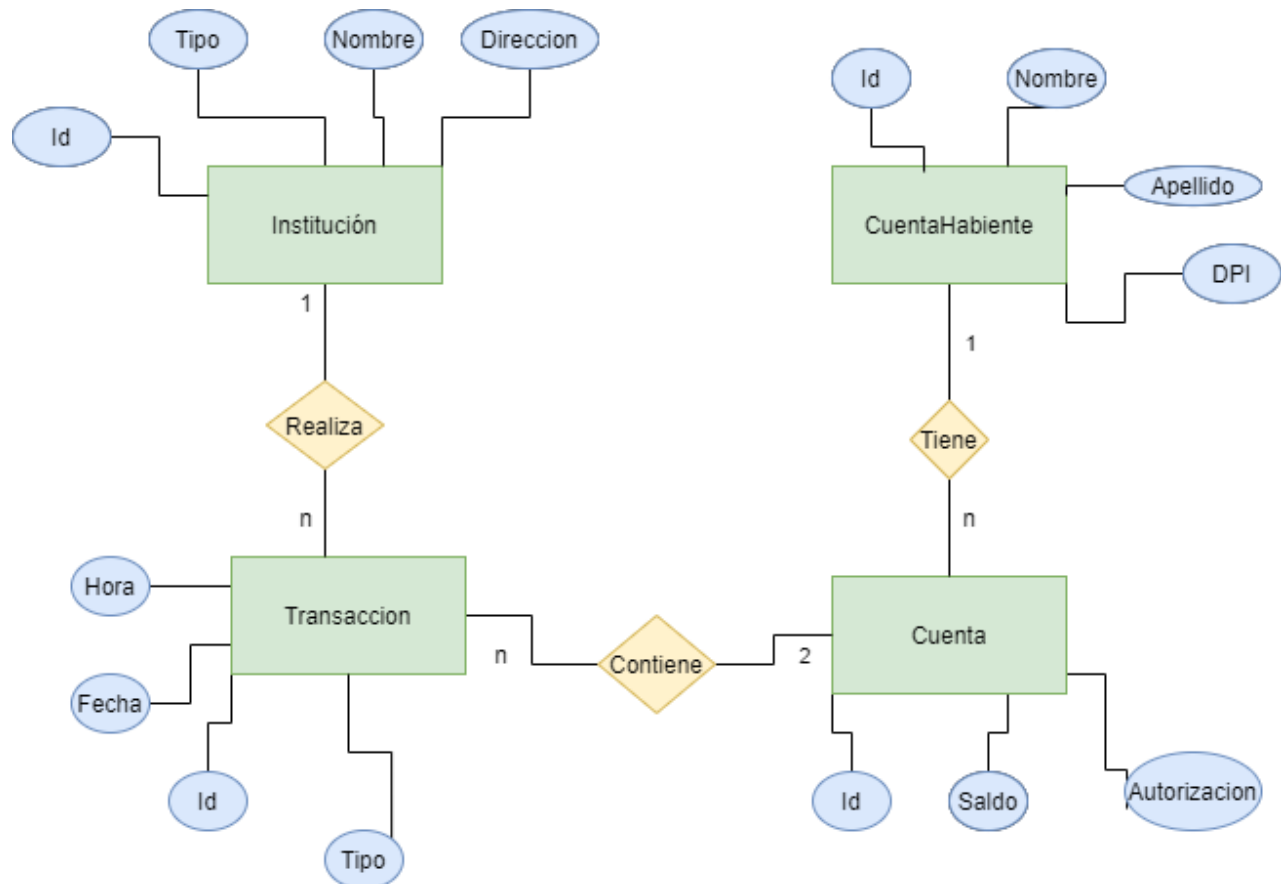 Tipo
Nombre
Direccion
Id
Nombre
Id
Apellido
Institución
CuentaHabiente
DPI
1
1
Realiza
Tiene
n
n
Hora
Transaccion
Cuenta
n
Contiene
2
Fecha
Id
Id
Saldo
Autorizacion
Tipo